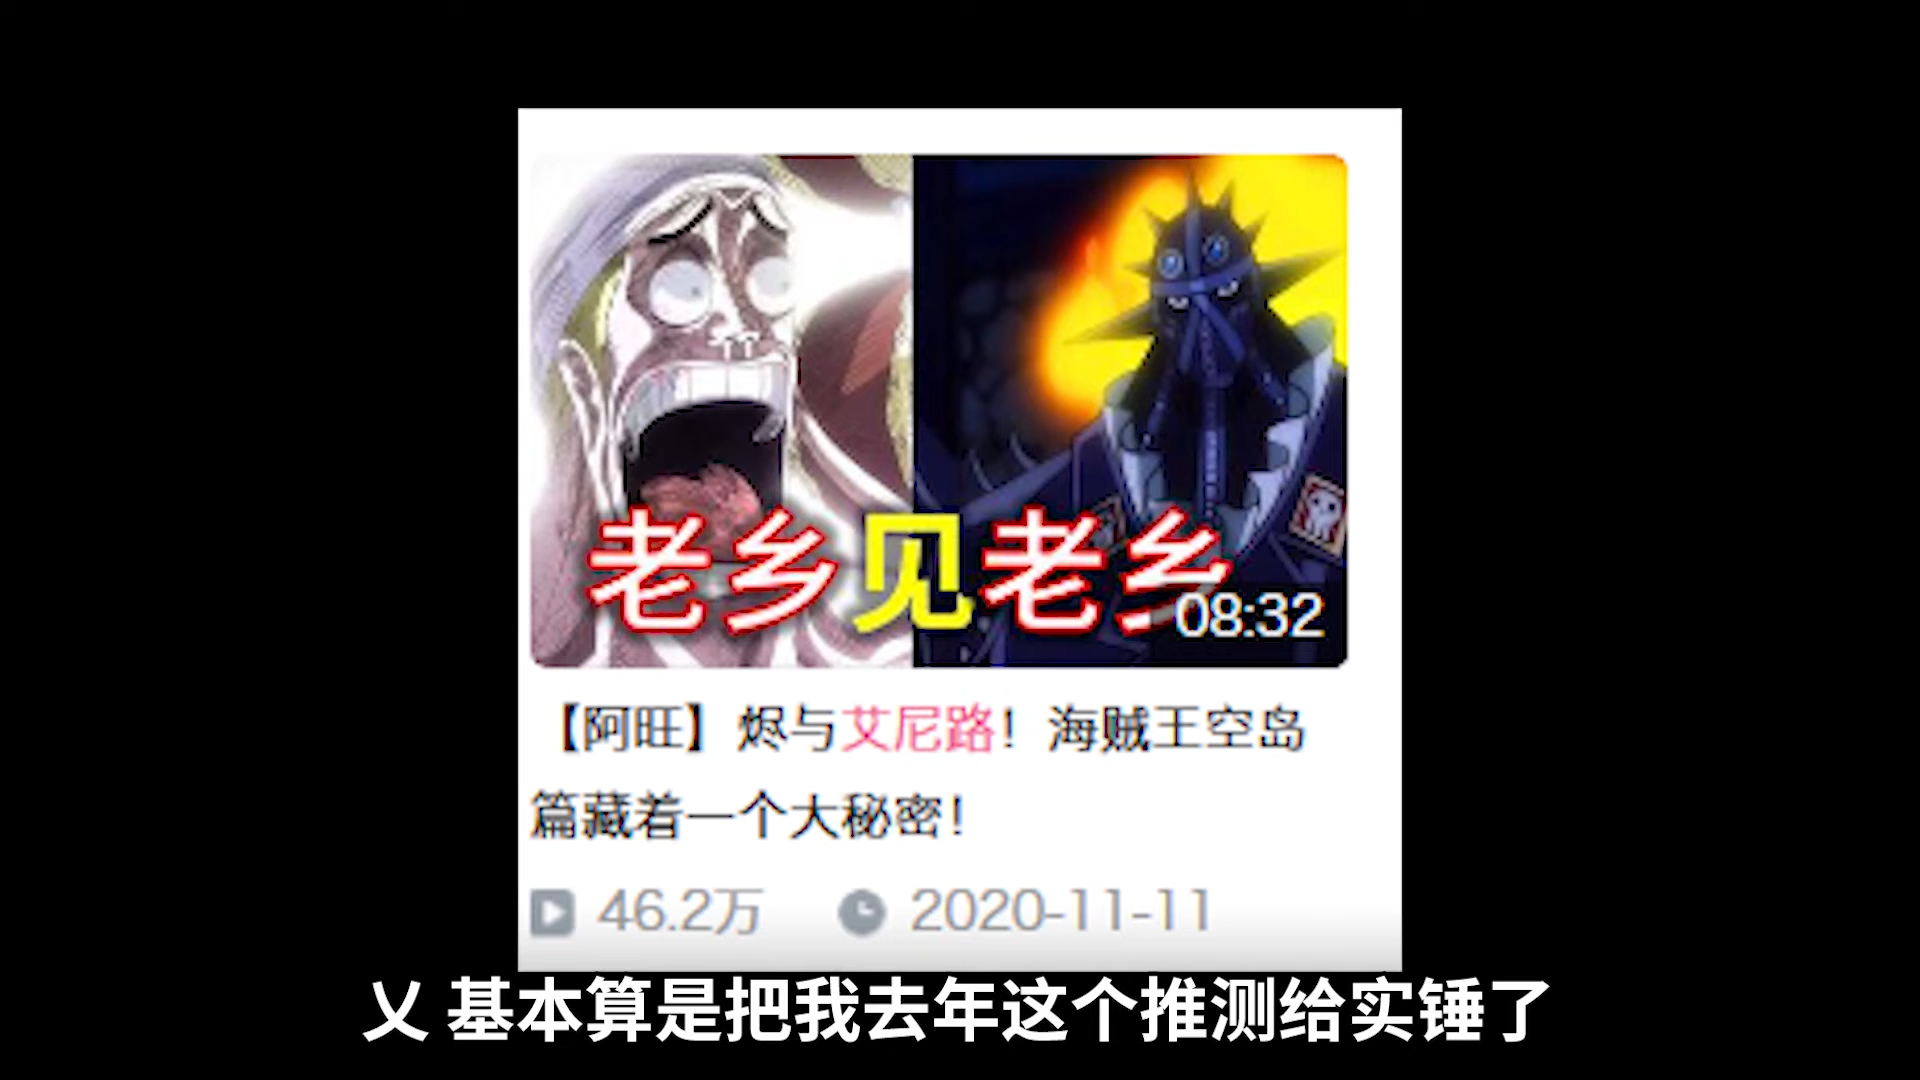 老乡见老乡
08:32
【阿旺】烬与艾尼路！海贼王空岛
篇藏着一个大秘密！
46.2万 2020-11-11
乂 基本算是把我去年这个推测给实锤了